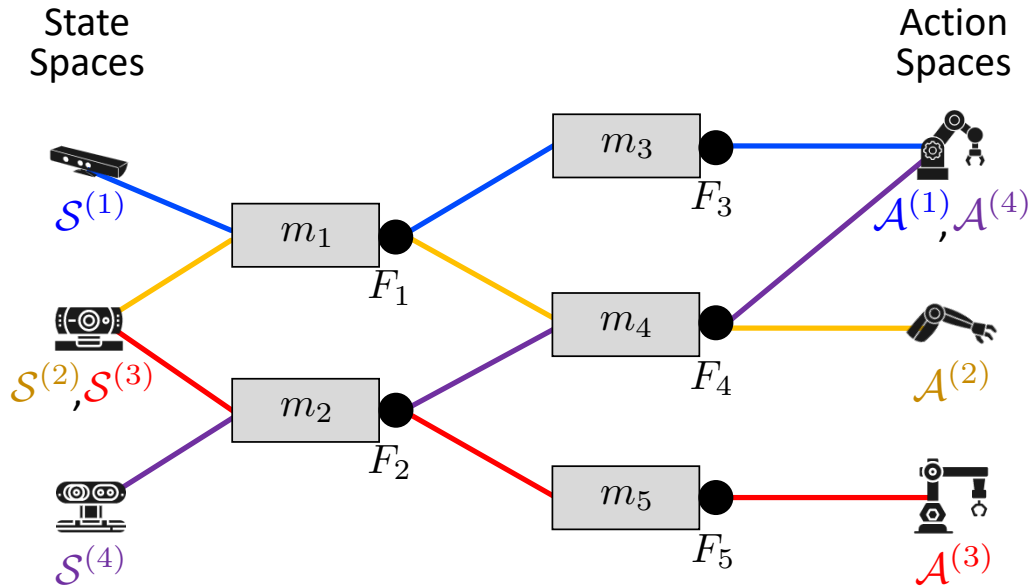 State
Spaces
Action
Spaces
m₃
F₃
𝒮⁽¹⁾
𝒜⁽¹⁾, 𝒜⁽⁴⁾
m₁
F₁
m₄
F₄
𝒮⁽²⁾, 𝒮⁽³⁾
𝒜⁽²⁾
m₂
F₂
m₅
F₅
𝒮⁽⁴⁾
𝒜⁽³⁾